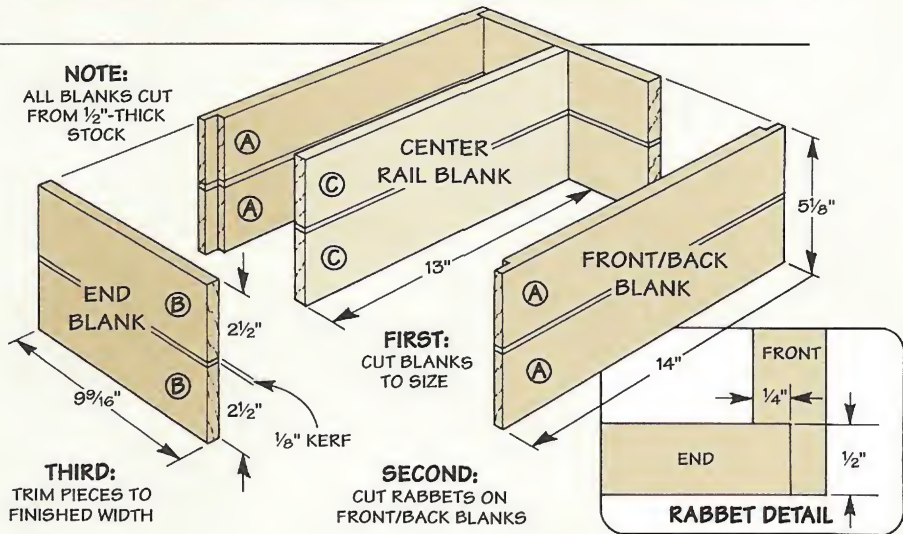 NOTE:
ALL BLANKS CUT
FROM ½"-THICK
STOCK
A
A
C
C
CENTER
RAIL BLANK
13"
5⅛"
FRONT/BACK
BLANK
A
A
14"
END
BLANK
B
B
2½"
2½"
9⁹⁄₁₆"
⅛" KERF
FIRST:
CUT BLANKS
TO SIZE
THIRD:
TRIM PIECES TO
FINISHED WIDTH
SECOND:
CUT RABBETS ON
FRONT/BACK BLANKS
FRONT
¼"
END
½"
RABBET DETAIL